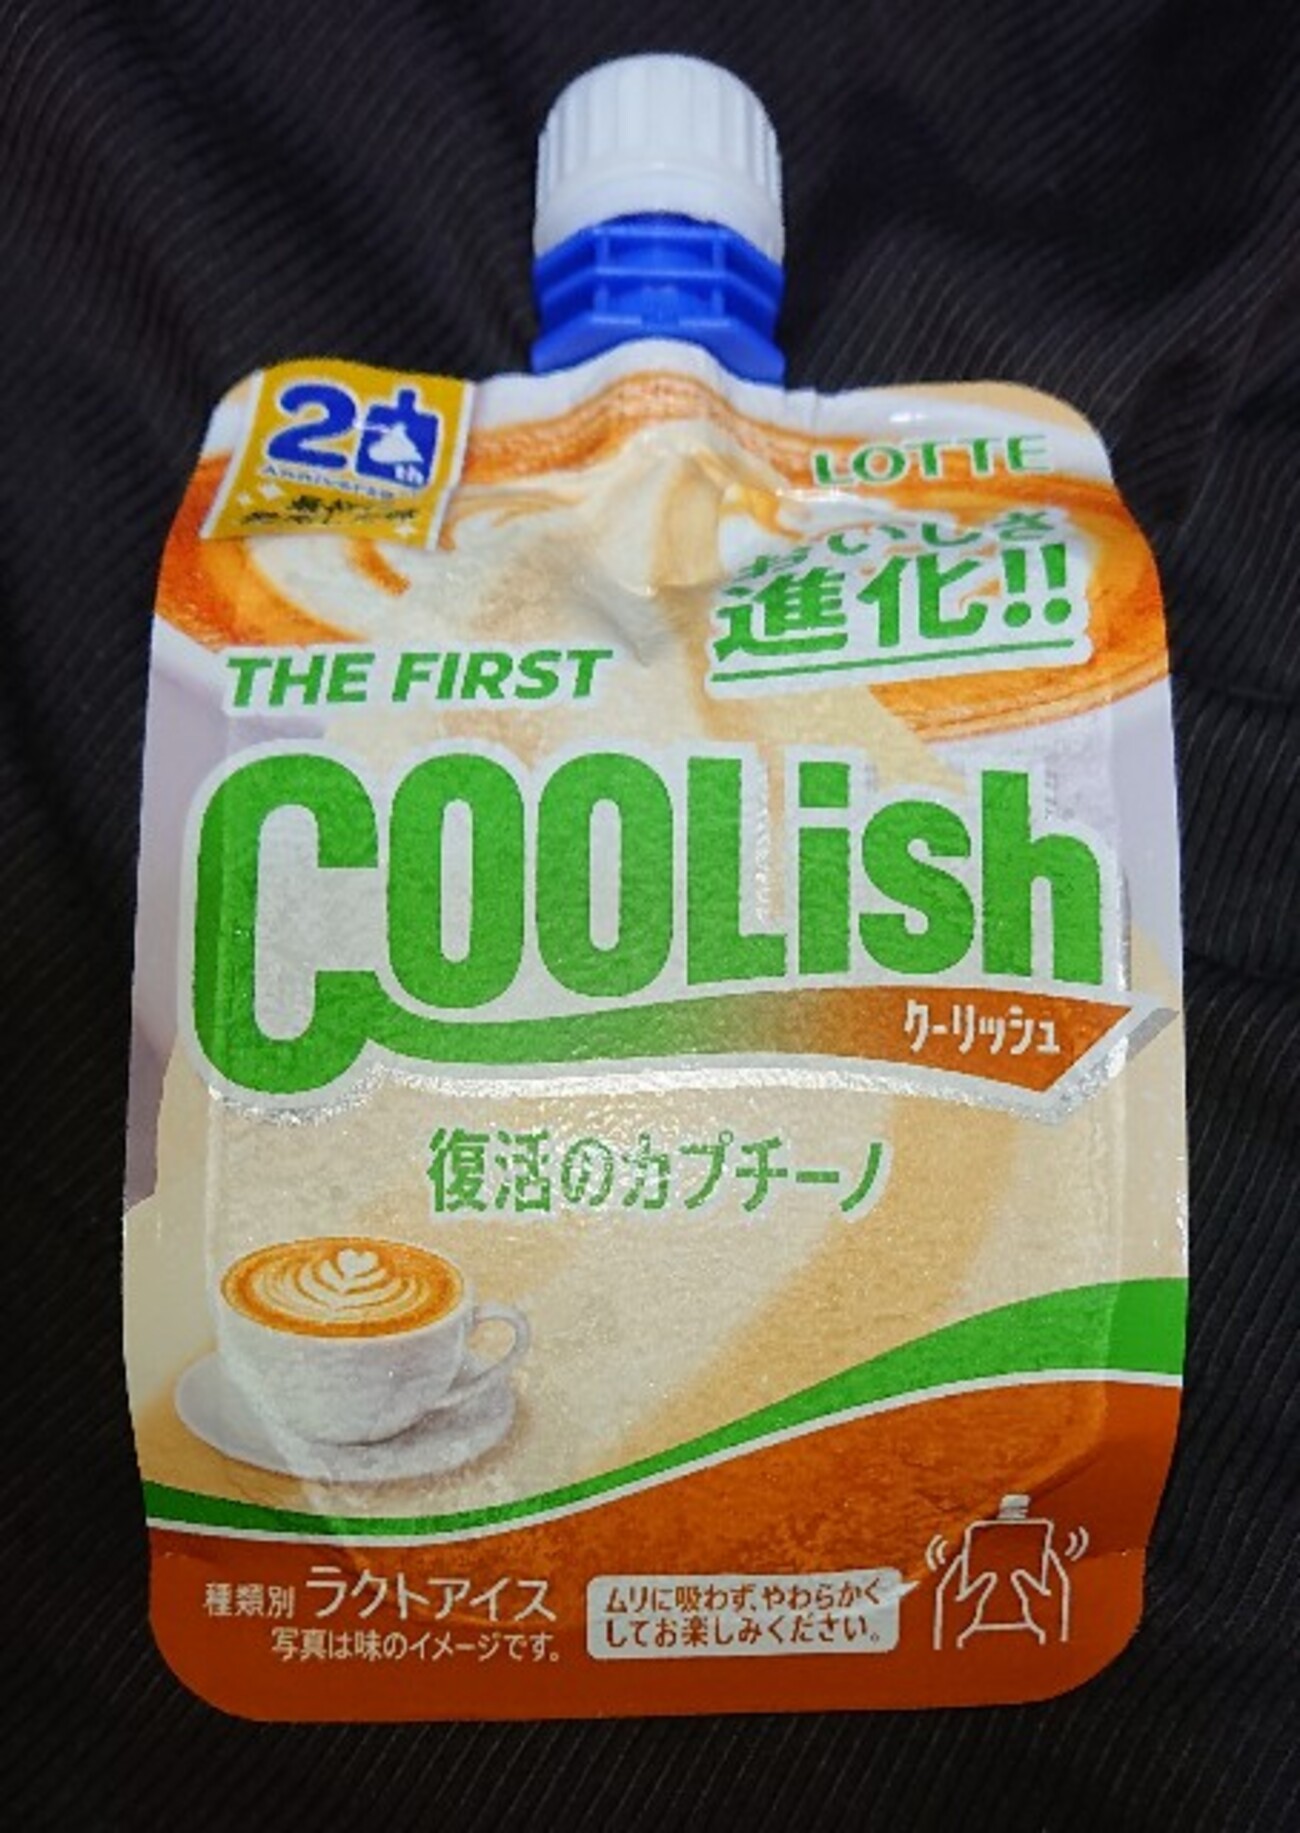 20th
Anniversary
LOTTE
おいしさ
進化!!
THE FIRST
COOLish
クーリッシュ
復活のカプチーノ
種類別 ラクトアイス
写真は味のイメージです。
ムリに吸わず、やわらかく
してお楽しみください。